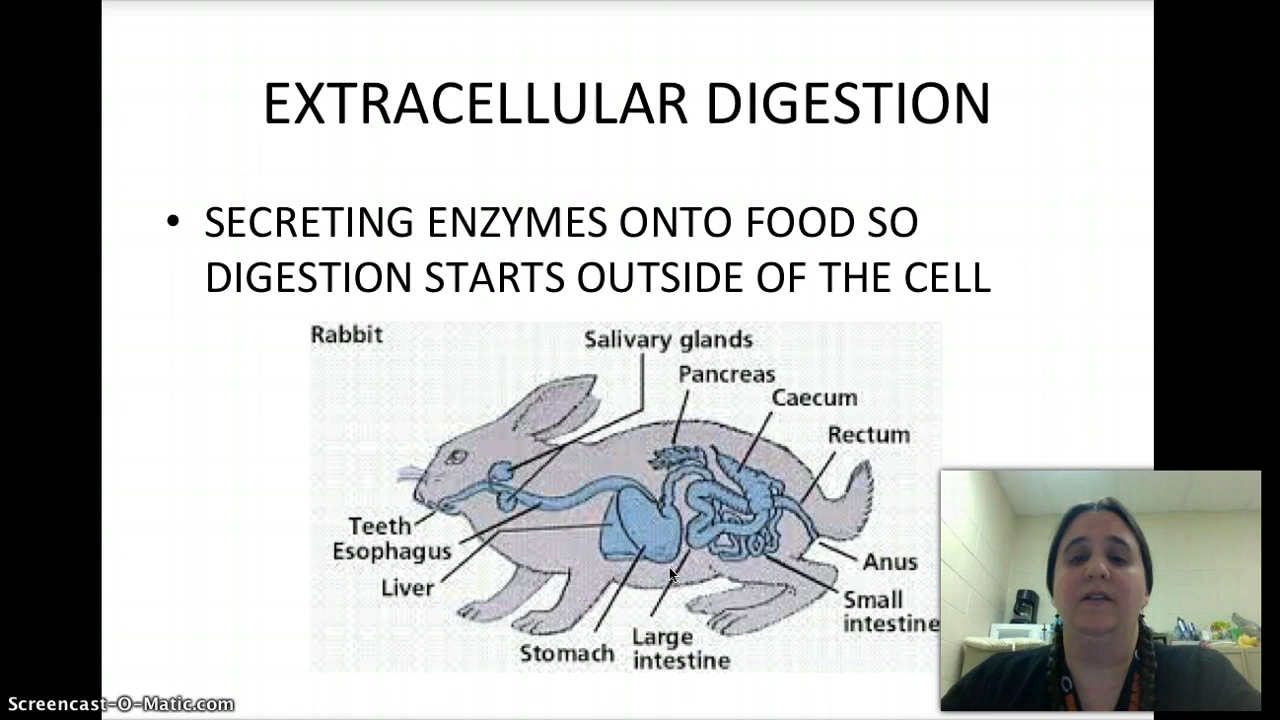 EXTRACELLULAR DIGESTION
• SECRETING ENZYMES ONTO FOOD SO
DIGESTION STARTS OUTSIDE OF THE CELL
Rabbit
Salivary glands
Pancreas
Caecum
Rectum
Teeth
Esophagus
Liver
Stomach
Large
intestine
Small
intestine
Anus
Screencast-O-Matic.com